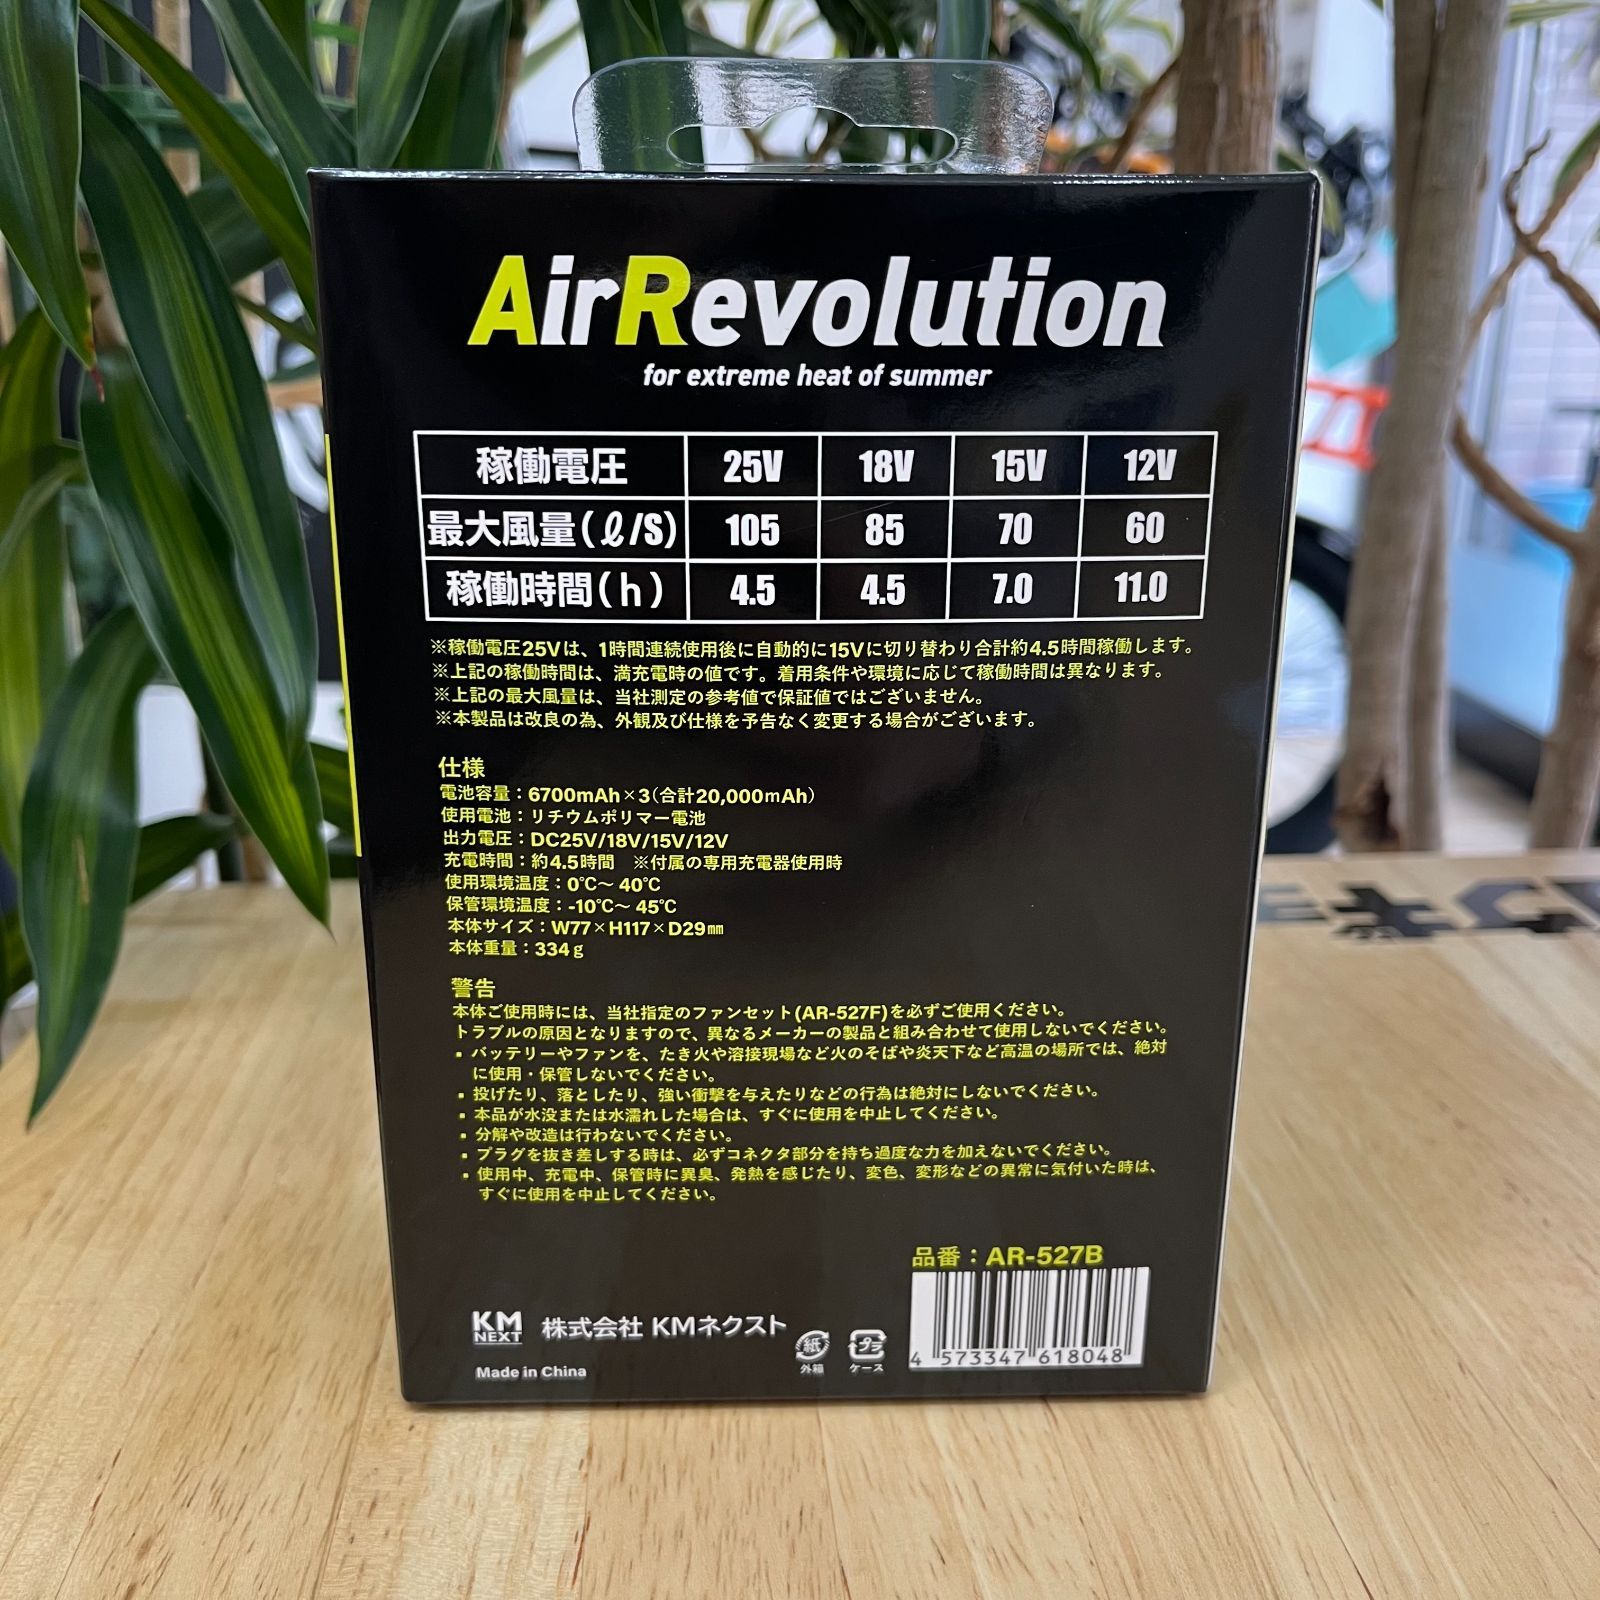 AirRevolution
for extreme heat of summer
稼働電圧 25V 18V 15V 12V
最大風量(ℓ/S) 105 85 70 60
稼働時間(h) 4.5 4.5 7.0 11.0
※稼働電圧25Vは、1時間連続使用後に自動的に15Vに切り替わり合計約4.5時間稼働します。
※上記の稼働時間は、満充電時の値です。着用条件や環境に応じて稼働時間は異なります。
※上記の最大風量は、当社測定の参考値で保証値ではございません。
※本製品は改良の為、外観及び仕様を予告なく変更する場合がございます。
仕様
電池容量：6700mAh×3(合計20,000mAh)
使用電池：リチウムポリマー電池
出力電圧：DC25V/18V/15V/12V
充電時間：約4.5時間 ※付属の専用充電器使用時
使用環境温度：0℃～40℃
保管環境温度：-10℃～45℃
本体サイズ：W77×H117×D29㎜
本体重量：334g
警告
本体ご使用時には、当社指定のファンセット(AR-527F)を必ずご使用ください。
トラブルの原因となりますので、異なるメーカーの製品と組み合わせて使用しないでください。
▪ バッテリーやファンを、たき火や溶接現場など火のそばや炎天下など高温の場所では、絶対
に使用・保管しないでください。
▪ 投げたり、落としたり、強い衝撃を与えたりなどの行為は絶対にしないでください。
▪ 本品が水没または水濡れした場合は、すぐに使用を中止してください。
▪ 分解や改造は行わないでください。
▪ プラグを抜き差しする時は、必ずコネクタ部分を持ち過度な力を加えないでください。
▪ 使用中、充電中、保管時に異臭、発熱を感じたり、変色、変形などの異常に気付いた時は、
すぐに使用を中止してください。
品番：AR-527B
KM
NEXT
株式会社 KMネクスト
紙
外箱
プラ
ケース
4 573347 618048
Made in China